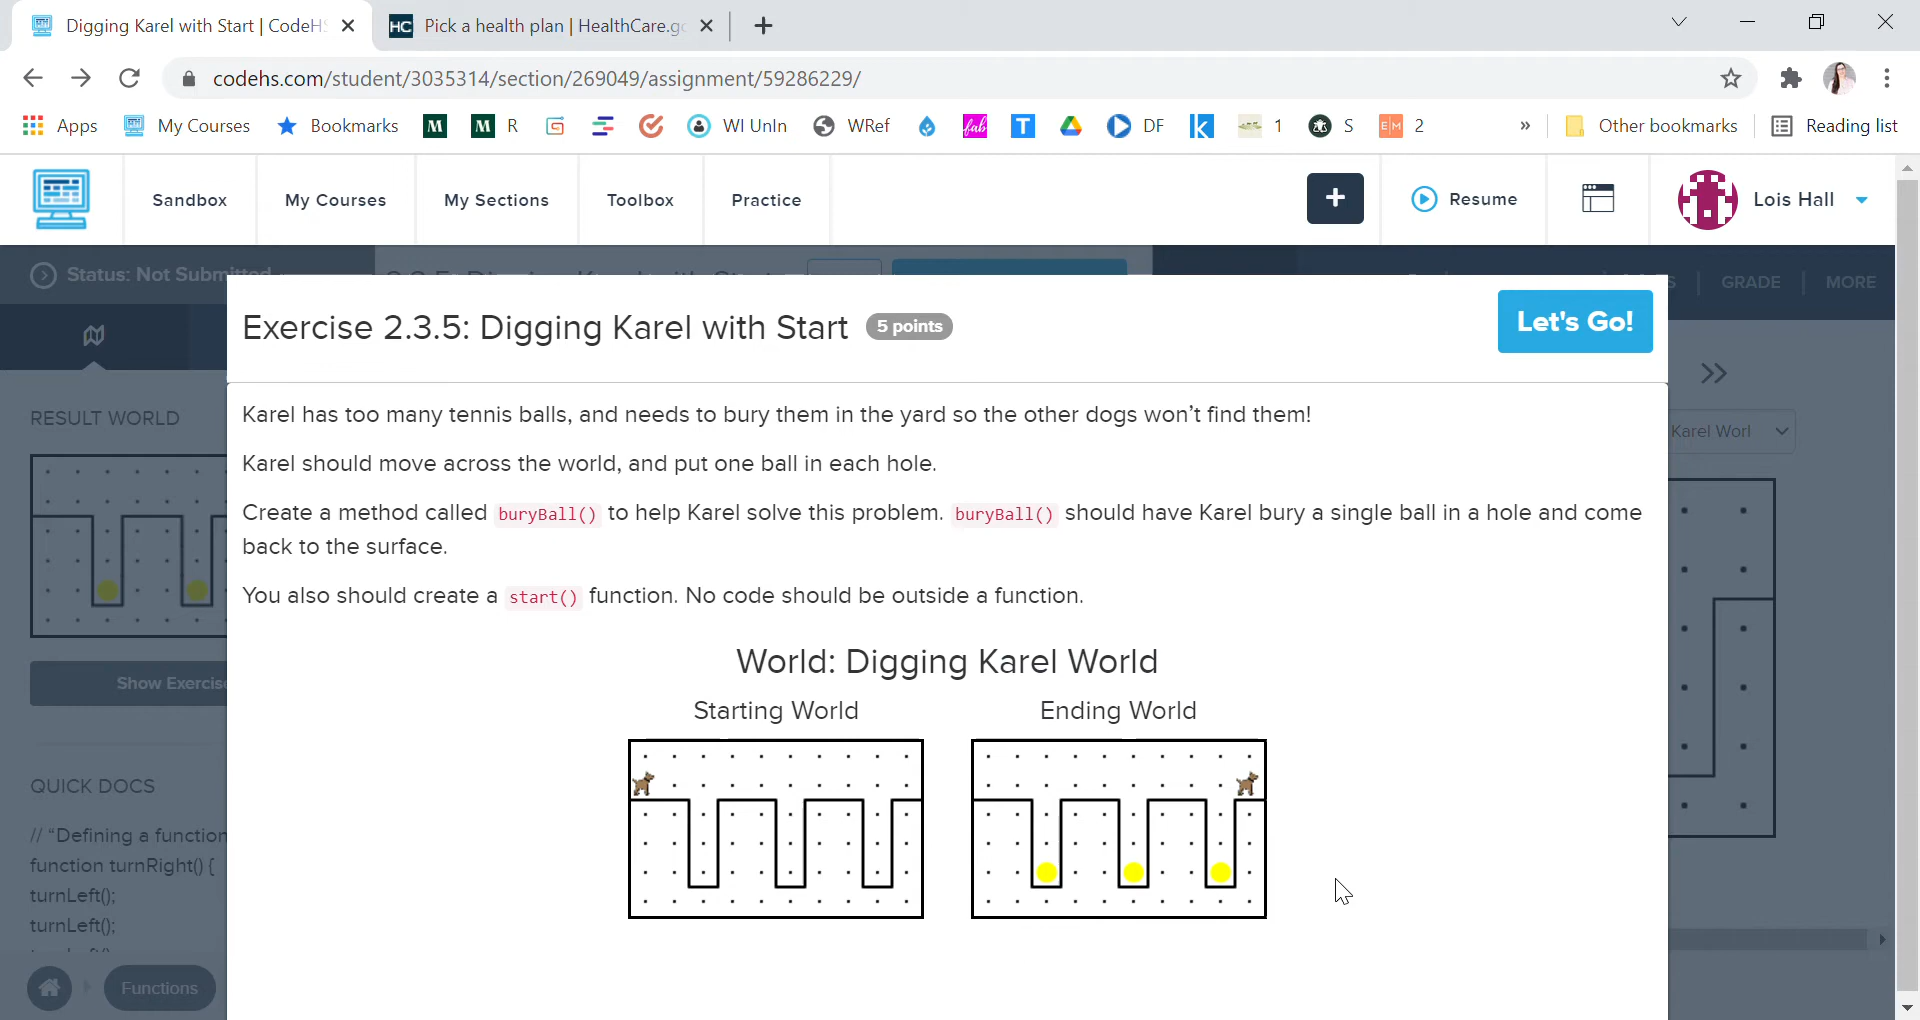 Digging Karel with Start | CodeHS
HC Pick a health plan | HealthCare.go
codehs.com/student/3035314/section/269049/assignment/59286229/
Apps My Courses Bookmarks M M R WI UnIn WRef fab T DF K 1 S E|M 2 » Other bookmarks Reading list
Sandbox My Courses My Sections Toolbox Practice + Resume Lois Hall
Status: Not Submitted
GRADE MORE
Exercise 2.3.5: Digging Karel with Start 5 points Let's Go!
RESULT WORLD
Karel Worl
Karel has too many tennis balls, and needs to bury them in the yard so the other dogs won’t find them!
Karel should move across the world, and put one ball in each hole.
Create a method called buryBall() to help Karel solve this problem. buryBall() should have Karel bury a single ball in a hole and come
back to the surface.
You also should create a start() function. No code should be outside a function.
World: Digging Karel World
Starting World Ending World
Show Exercise
QUICK DOCS
// “Defining a function
function turnRight() {
turnLeft();
turnLeft();
Functions